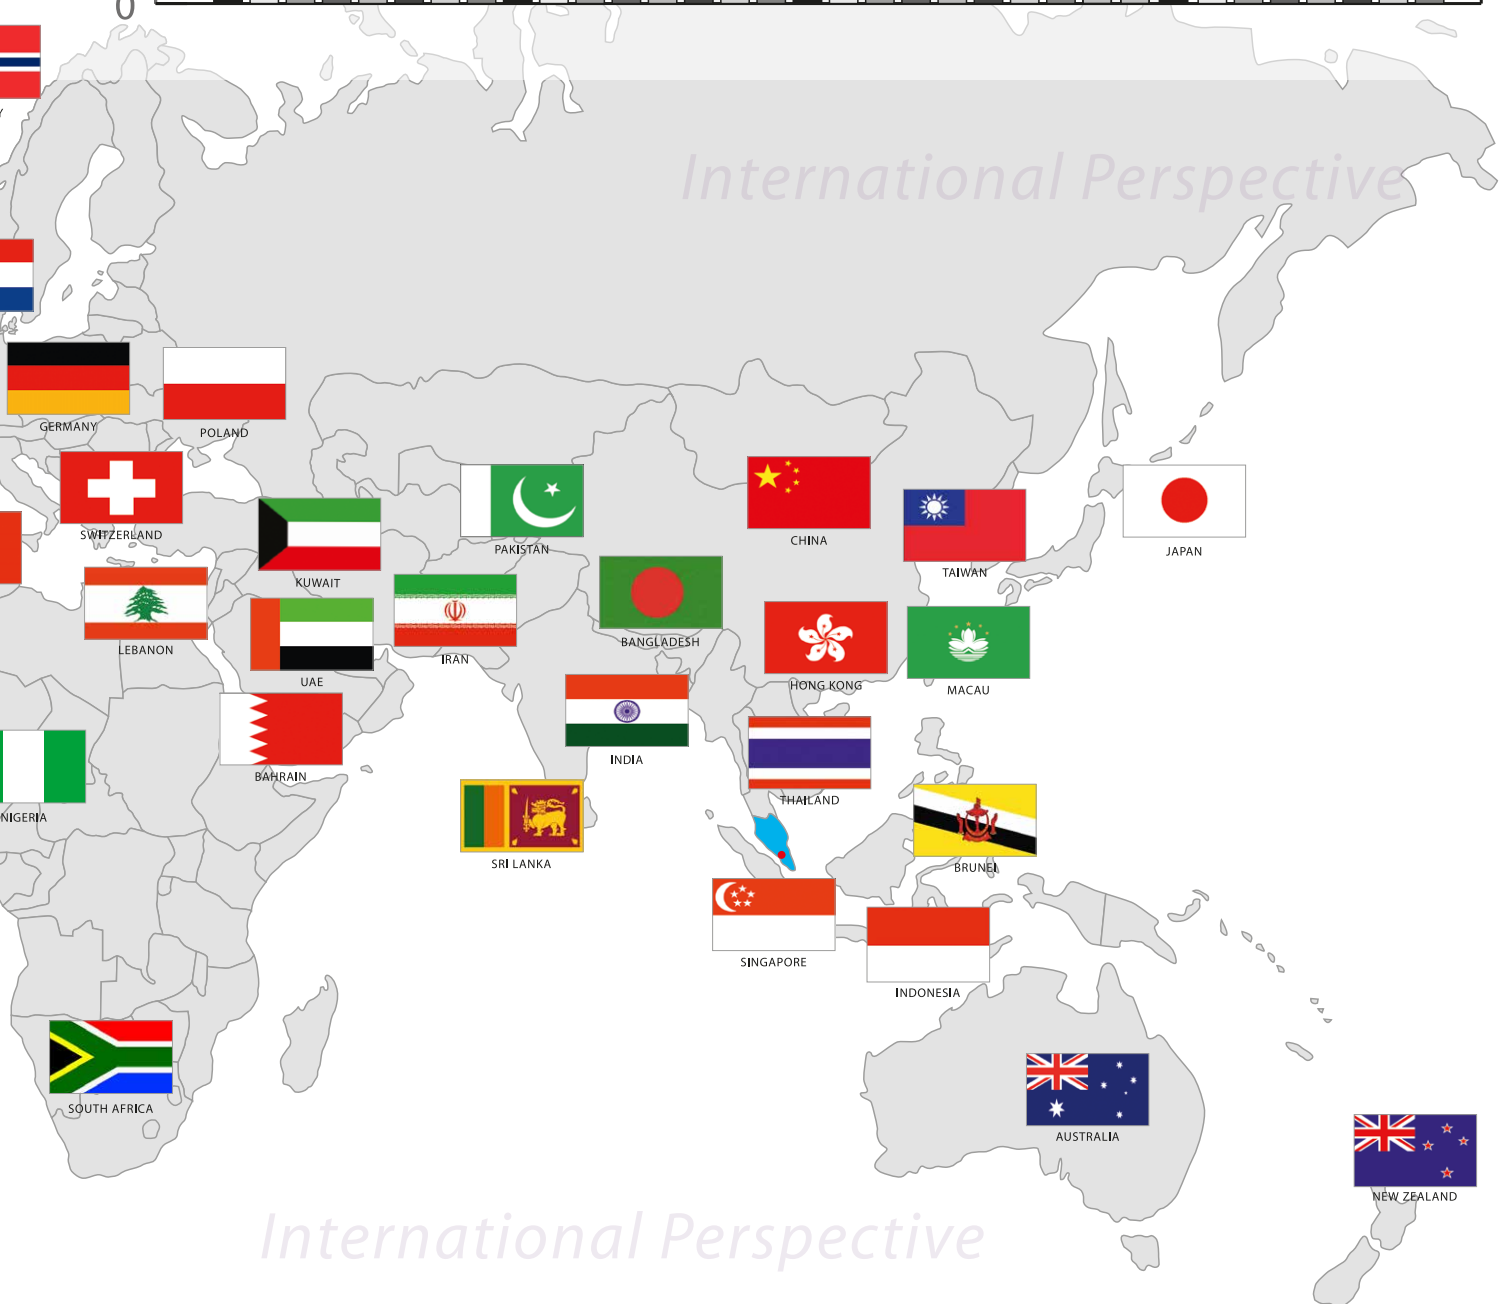 0
Y
International Perspective
GERMANY
POLAND
SWITZERLAND
PAKISTAN
CHINA
JAPAN
TAIWAN
KUWAIT
LEBANON
IRAN
BANGLADESH
UAE
HONG KONG
MACAU
INDIA
BAHRAIN
THAILAND
NIGERIA
SRI LANKA
BRUNEI
SINGAPORE
INDONESIA
SOUTH AFRICA
AUSTRALIA
NEW ZEALAND
International Perspective